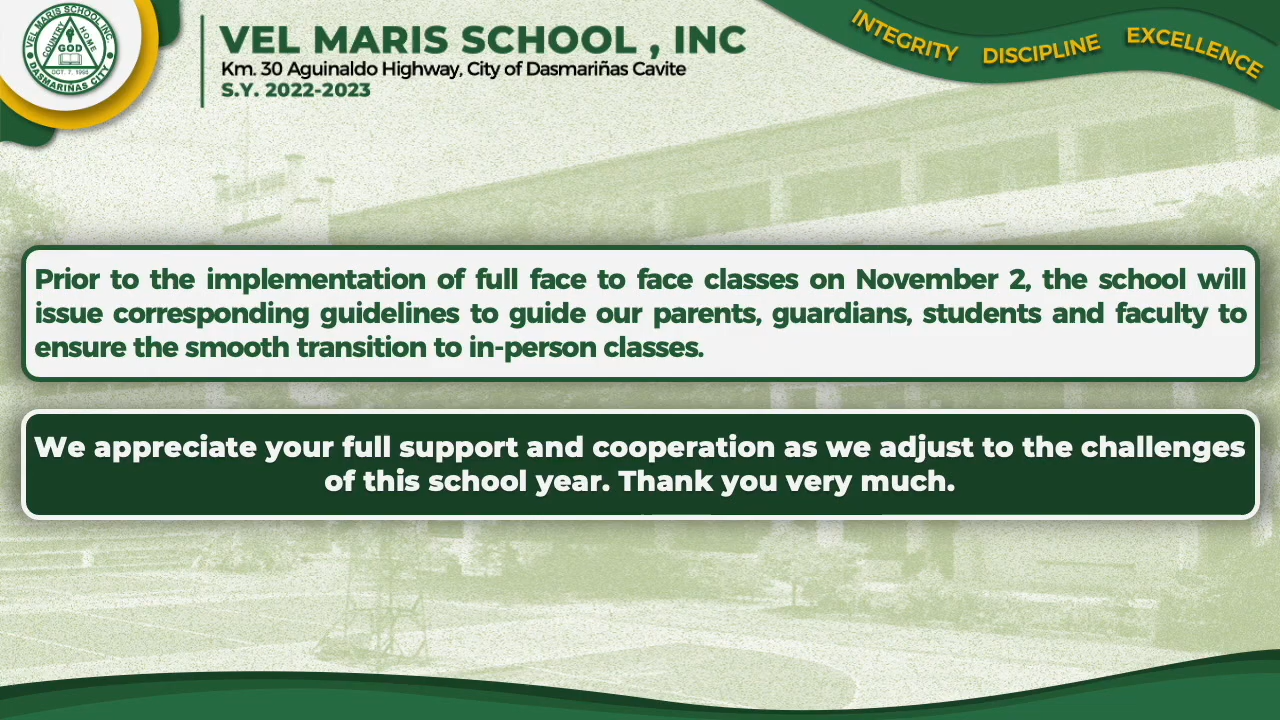 VEL MARIS SCHOOL INC.
COUNTRY
HOME
GOD
OCT. 7, 1998
DASMARINAS CITY
VEL MARIS SCHOOL , INC
Km. 30 Aguinaldo Highway, City of Dasmariñas Cavite
S.Y. 2022-2023
INTEGRITY DISCIPLINE EXCELLENCE
Prior to the implementation of full face to face classes on November 2, the school will
issue corresponding guidelines to guide our parents, guardians, students and faculty to
ensure the smooth transition to in-person classes.
We appreciate your full support and cooperation as we adjust to the challenges
of this school year. Thank you very much.